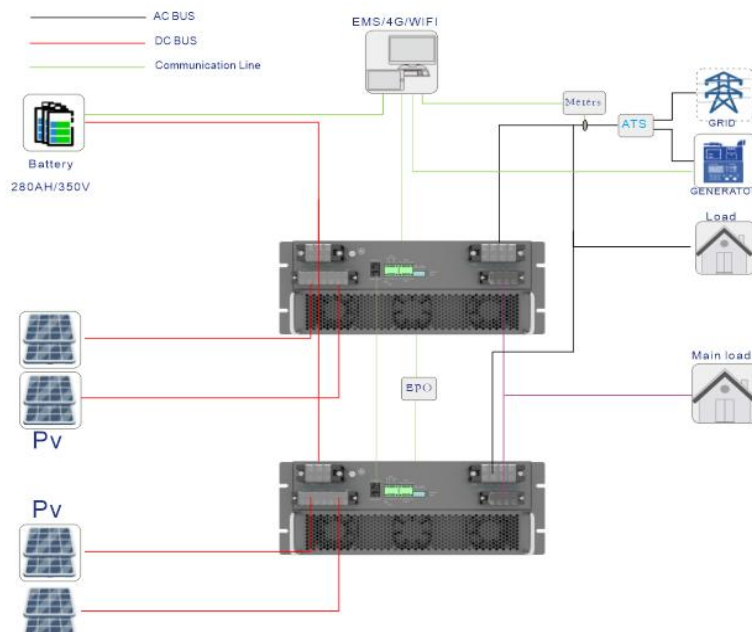 AC BUS
EMS/4G/WIFI
DC BUS
Communication Line
Meters
ATS
GRID
Battery
280AH/350V
GENERATOR
Load
Main load
EPO
Pv
Pv